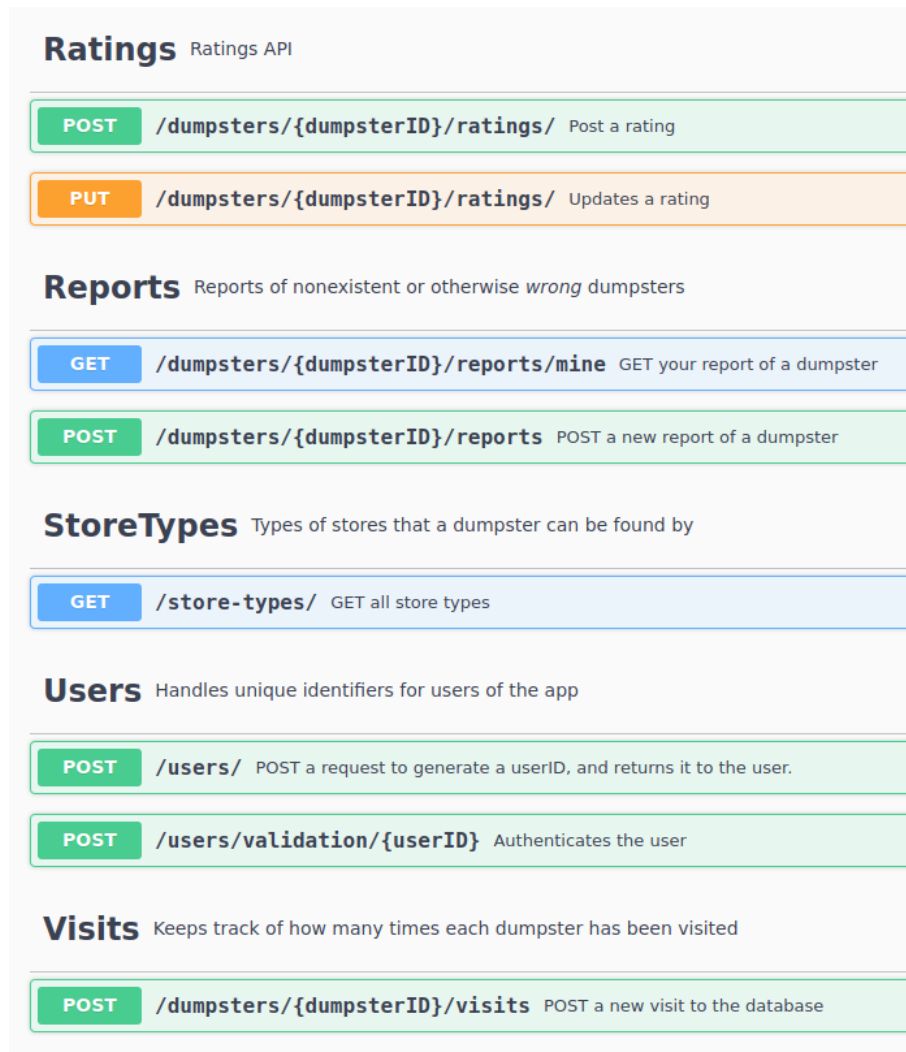 Ratings Ratings API
POST /dumpsters/{dumpsterID}/ratings/ Post a rating
PUT /dumpsters/{dumpsterID}/ratings/ Updates a rating
Reports Reports of nonexistent or otherwise wrong dumpsters
GET /dumpsters/{dumpsterID}/reports/mine GET your report of a dumpster
POST /dumpsters/{dumpsterID}/reports POST a new report of a dumpster
StoreTypes Types of stores that a dumpster can be found by
GET /store-types/ GET all store types
Users Handles unique identifiers for users of the app
POST /users/ POST a request to generate a userID, and returns it to the user.
POST /users/validation/{userID} Authenticates the user
Visits Keeps track of how many times each dumpster has been visited
POST /dumpsters/{dumpsterID}/visits POST a new visit to the database